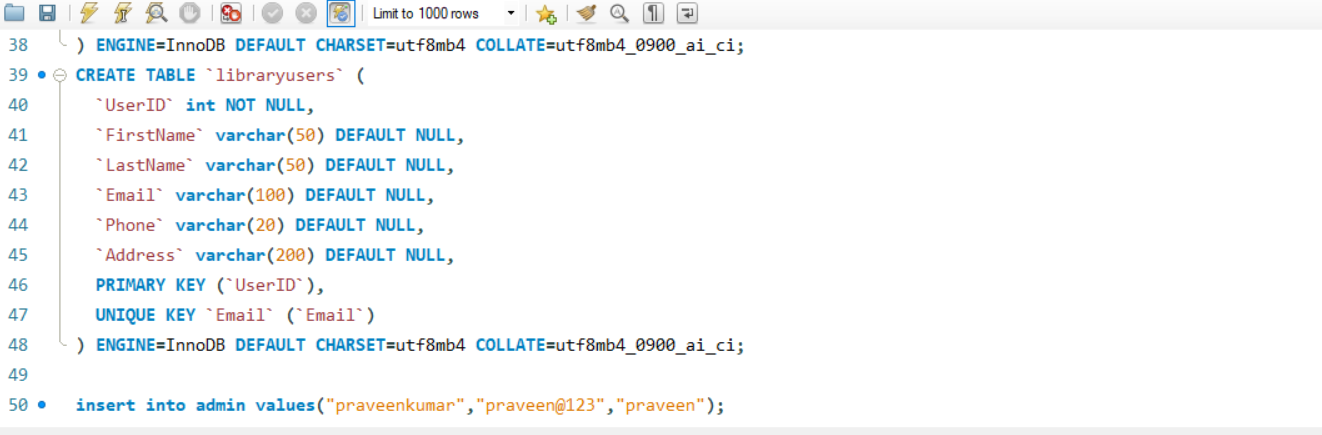 Limit to 1000 rows
38 ) ENGINE=InnoDB DEFAULT CHARSET=utf8mb4 COLLATE=utf8mb4_0900_ai_ci;
39 CREATE TABLE `libraryusers` (
40 `UserID` int NOT NULL,
41 `FirstName` varchar(50) DEFAULT NULL,
42 `LastName` varchar(50) DEFAULT NULL,
43 `Email` varchar(100) DEFAULT NULL,
44 `Phone` varchar(20) DEFAULT NULL,
45 `Address` varchar(200) DEFAULT NULL,
46 PRIMARY KEY (`UserID`),
47 UNIQUE KEY `Email` (`Email`)
48 ) ENGINE=InnoDB DEFAULT CHARSET=utf8mb4 COLLATE=utf8mb4_0900_ai_ci;
49
50 insert into admin values("praveenkumar","praveen@123","praveen");